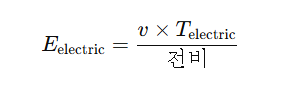 E_electric = (v × T_electric) / 전비